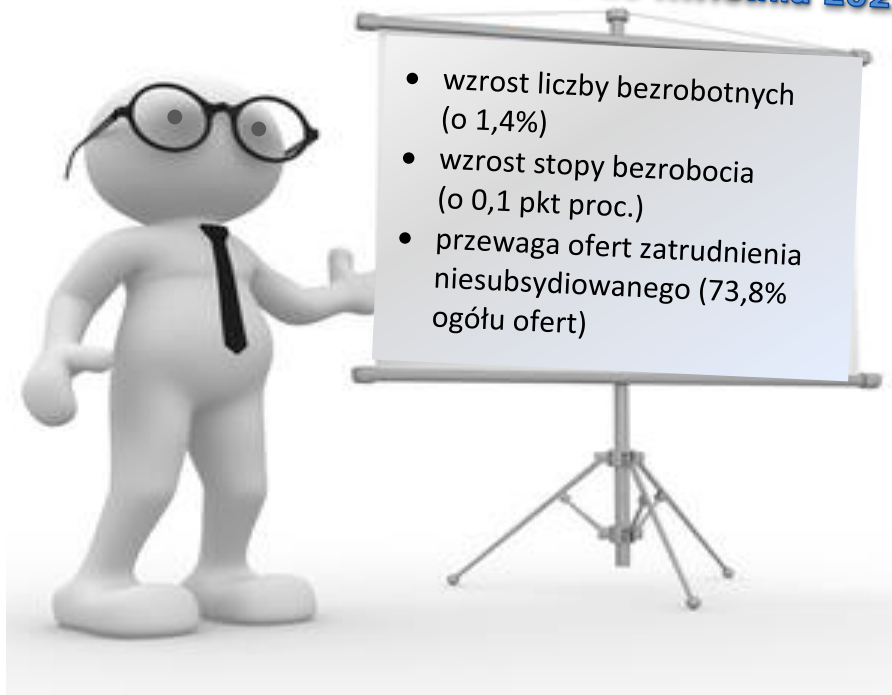 • wzrost liczby bezrobotnych
(o 1,4%)
• wzrost stopy bezrobocia
(o 0,1 pkt proc.)
• przewaga ofert zatrudnienia
niesubsydiowanego (73,8%
ogółu ofert)